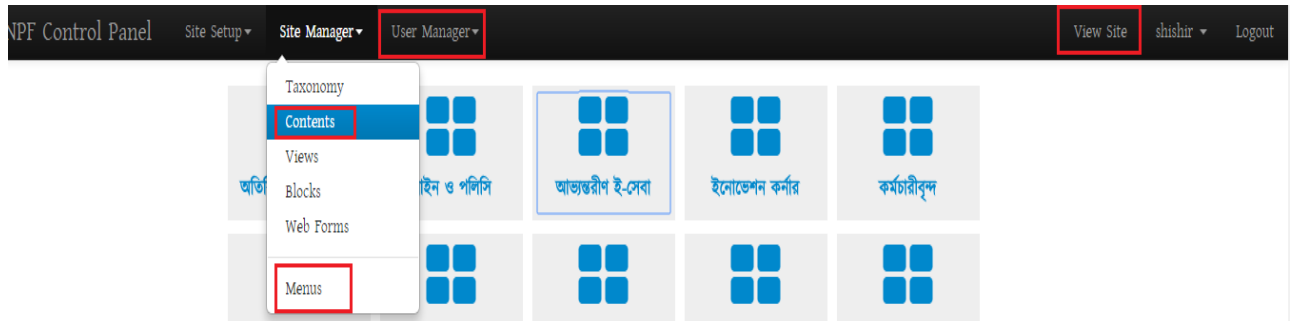 NPF Control Panel Site Setup Site Manager User Manager View Site shishir Logout
Taxonomy
Contents
Views
Blocks
Web Forms
Menus
আভ্যন্তরীণ ই-সেবা
ইনোভেশন কর্নার
কর্মচারীবৃন্দ
ও পলিসি